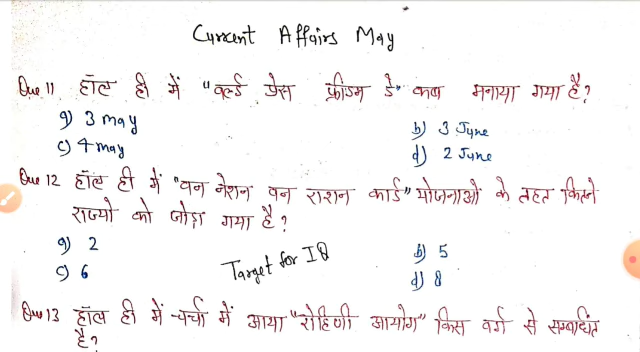 Current Affairs May
Que 11 हॉल ही में "वर्ल्ड प्रेस फ्रीडम डे" कब मनाया गया है?
a) 3 may b) 3 June
c) 4 may d) 2 June
Que 12 हॉल ही में "वन नेशन वन राशन कार्ड" योजनाओं के तहत कितने
राज्यो को जोड़ा गया है?
a) 2 b) 5
c) 6 Target for IQ d) 8
Que 13 हॉल ही में चर्चा में आया "रोहिणी आयोग" किस वर्ग से सम्बन्धित
है?